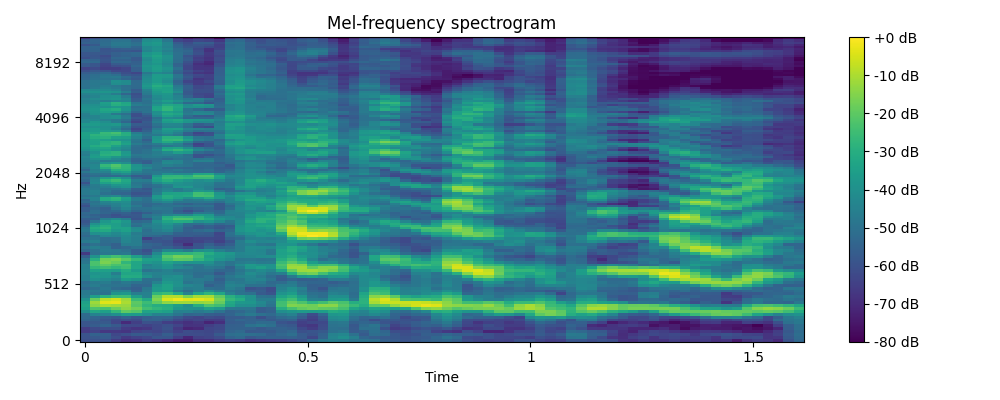 Mel-frequency spectrogram
8192
4096
2048
1024
512
0
Hz
0 0.5 1 1.5
Time
+0 dB
-10 dB
-20 dB
-30 dB
-40 dB
-50 dB
-60 dB
-70 dB
-80 dB